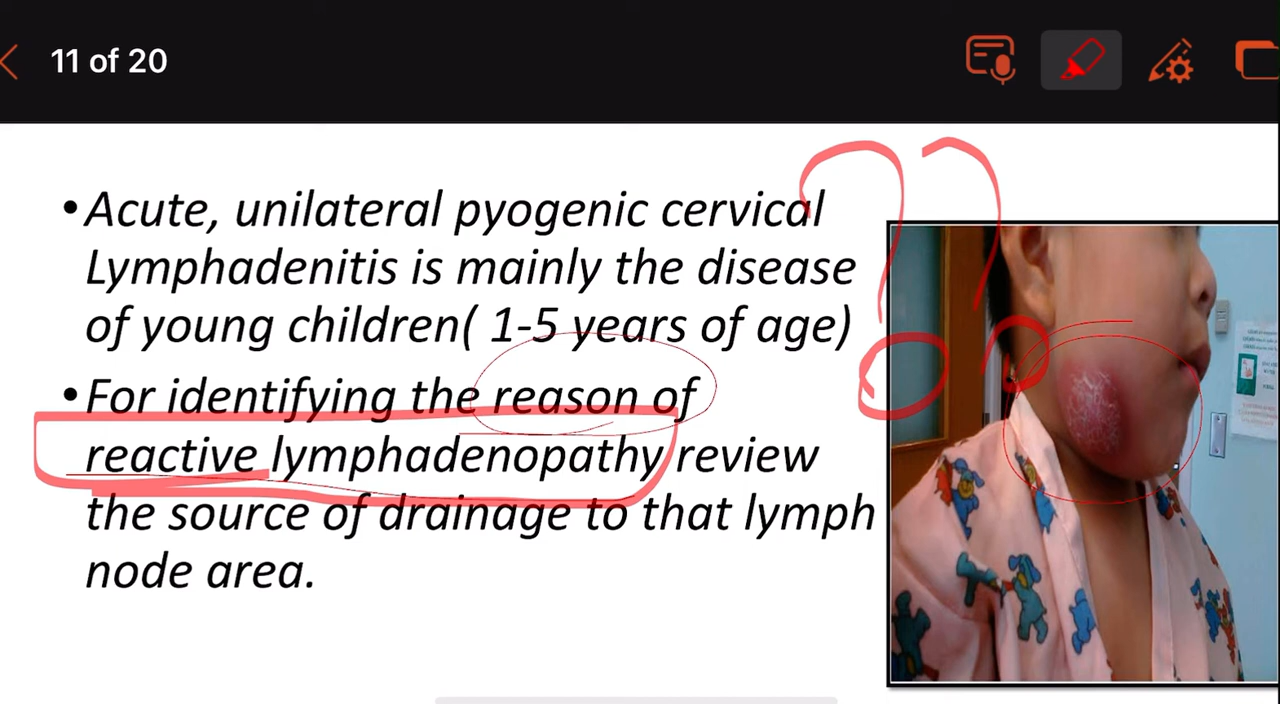 11 of 20
•Acute, unilateral pyogenic cervical
Lymphadenitis is mainly the disease
of young children( 1-5 years of age)
•For identifying the reason of
reactive lymphadenopathy review
the source of drainage to that lymph
node area.